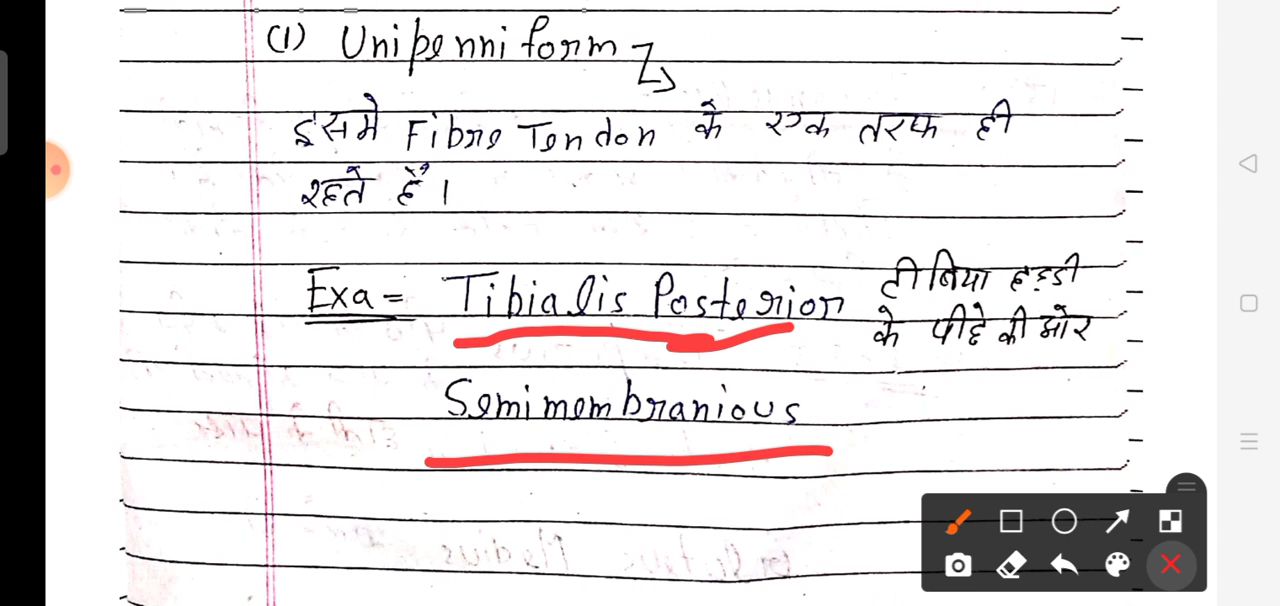 (1) Unipenniform
इसमे Fibre Tendon के एक तरफ ही
रहते हैं।
Exa = Tibialis Posterior टीबिया हड्डी
के पीछे की ओर
Semimembranious